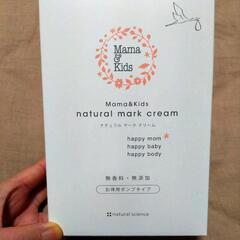 Mama
&
Kids
Mama&Kids
natural mark cream
ナチュラル マーク クリーム
happy mom
happy baby
happy body
無香料・無添加
お得用ポンプタイプ
natural science